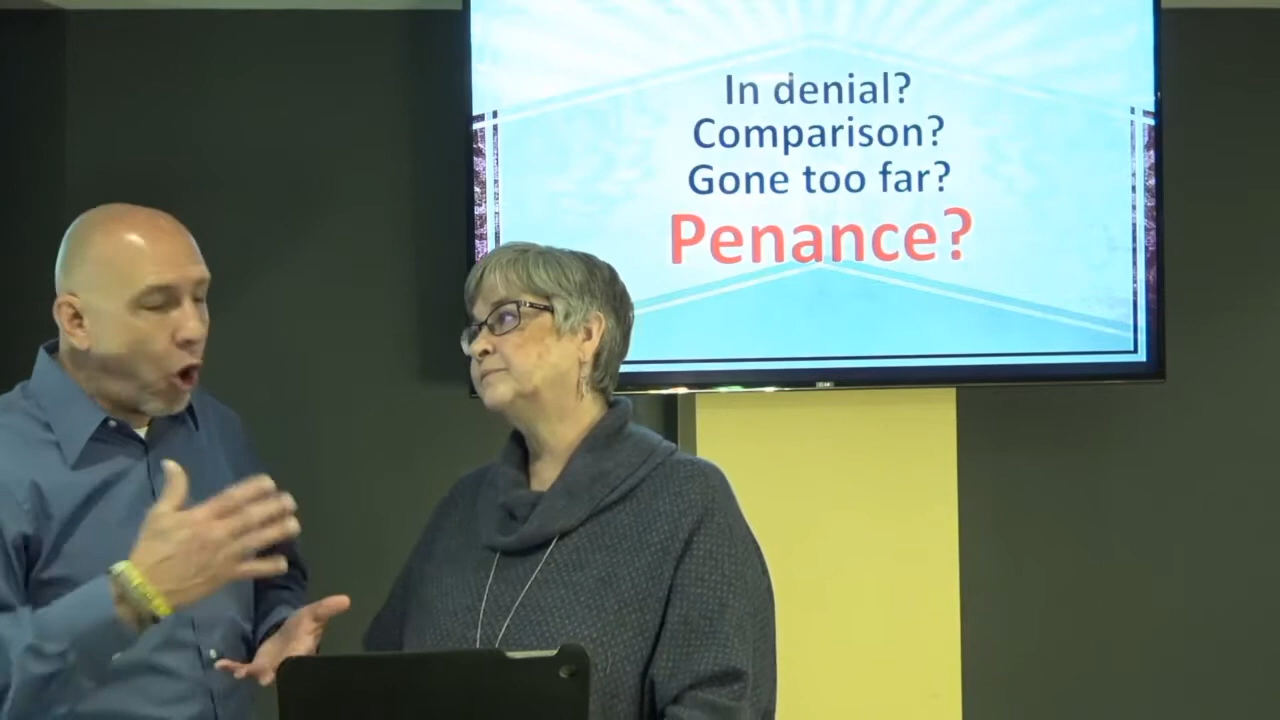 In denial?
Comparison?
Gone too far?
Penance?